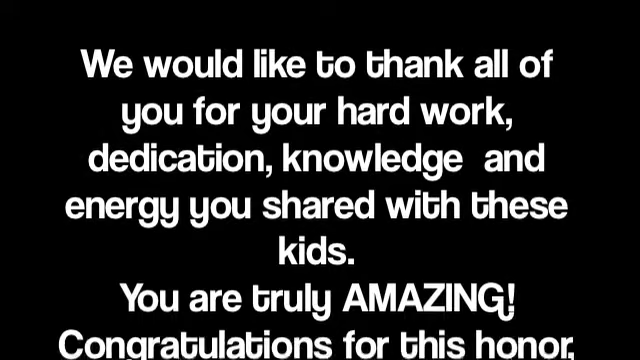 We would like to thank all of
you for your hard work,
dedication, knowledge  and
energy you shared with these
kids.
You are truly AMAZING!
Congratulations for this honor.